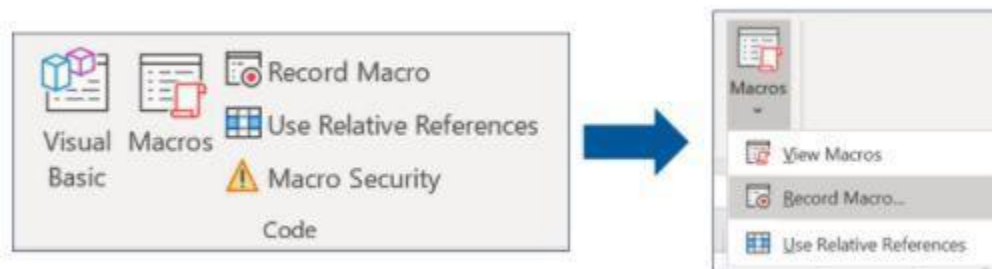 Visual
Basic
Macros
Record Macro
Use Relative References
Macro Security
Code
Macros
View Macros
Record Macro...
Use Relative References